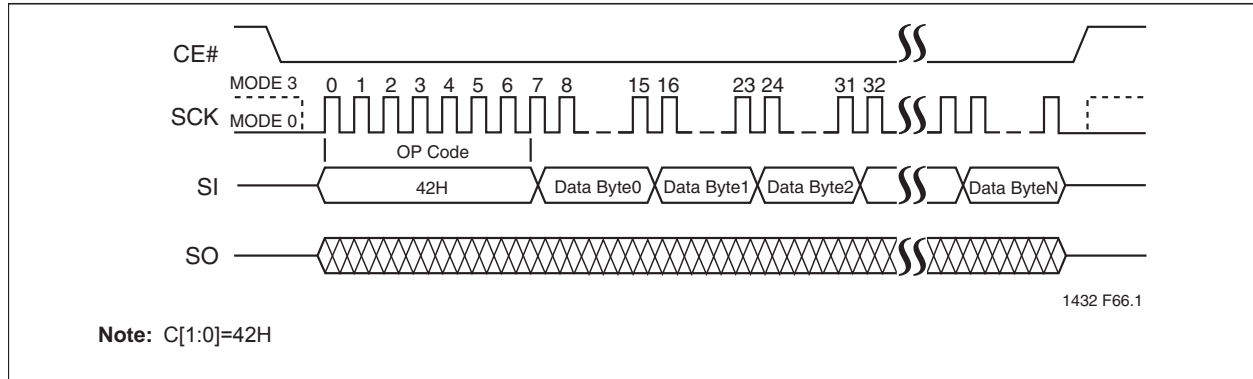 CE#
MODE 3 0 1 2 3 4 5 6 7 8 15 16 23 24 31 32
SCK
MODE 0
OP Code
SI 42H Data Byte0 Data Byte1 Data Byte2 Data ByteN
SO
1432 F66.1
Note: C[1:0]=42H